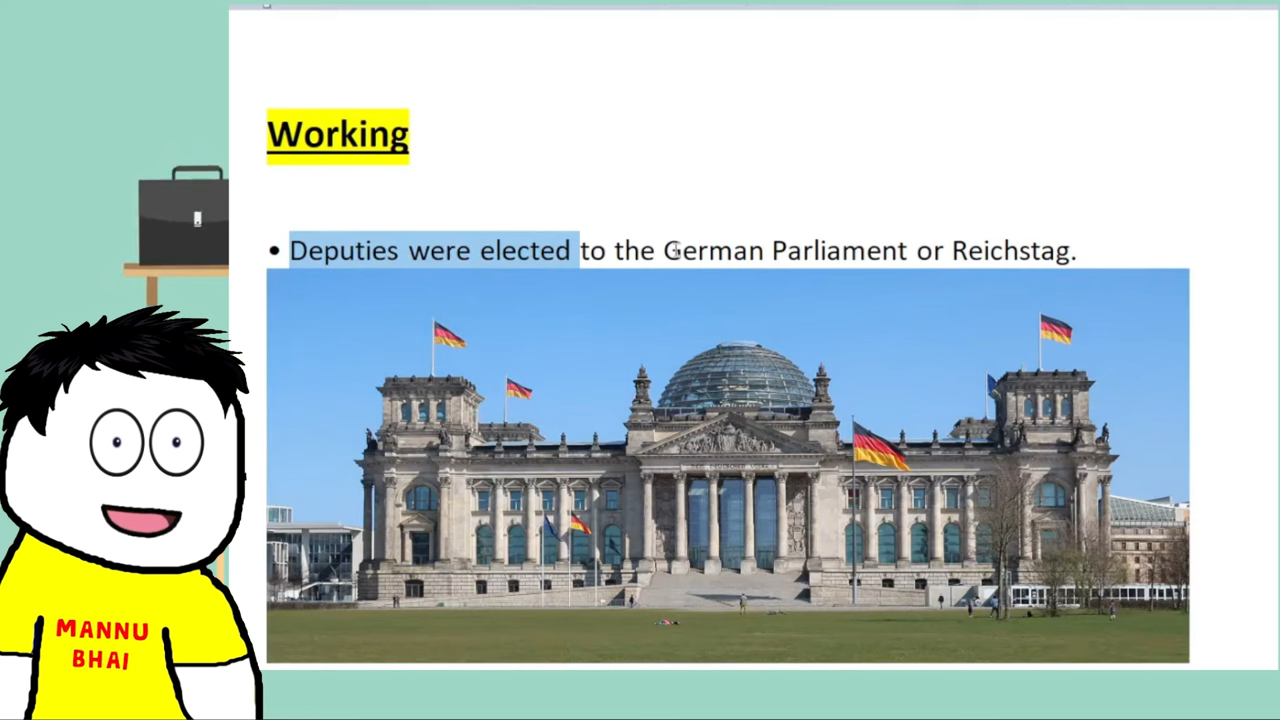 Working
• Deputies were elected to the German Parliament or Reichstag.
MANNU
BHAI